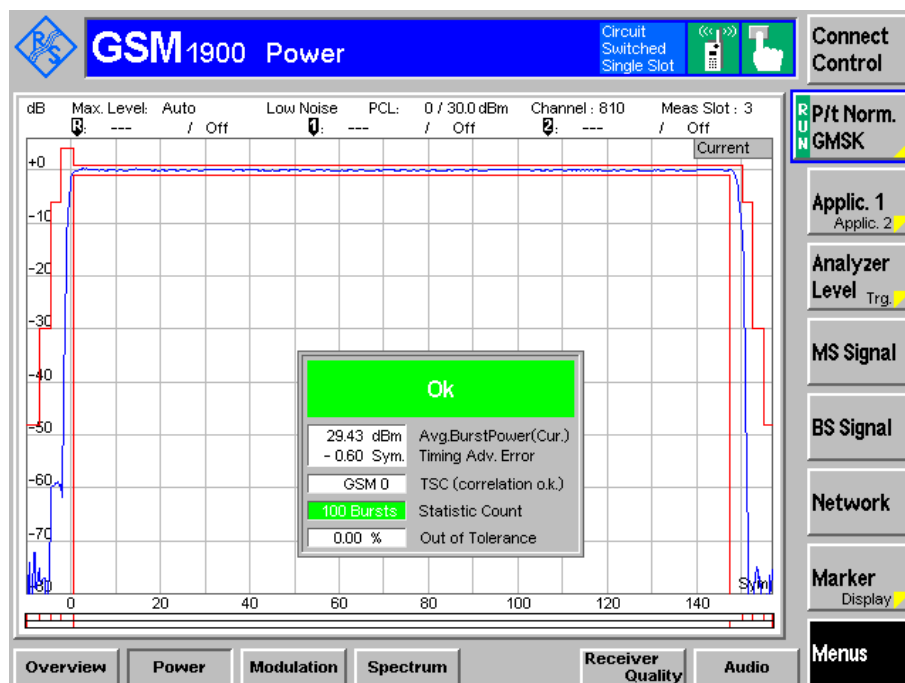 R S
GSM 1900 Power
Circuit
Switched
Single Slot
Connect
Control
dB Max. Level: Auto Low Noise PCL: 0 / 30.0 dBm Channel : 810 Meas Slot : 3
R: --- / Off 1: --- / Off 2: --- / Off
Current
RUN
P/t Norm.
GMSK
Applic. 1
Applic. 2
Analyzer
Level Trg.
MS Signal
BS Signal
Network
Marker
Display
Menus
+0
-10
-20
-30
-40
-50
-60
-70
-80
Sym
0 20 40 60 80 100 120 140
Ok
29.43 dBm Avg.BurstPower(Cur.)
- 0.60 Sym. Timing Adv. Error
GSM 0 TSC (correlation o.k.)
100 Bursts Statistic Count
0.00 % Out of Tolerance
Overview Power Modulation Spectrum Receiver Quality Audio